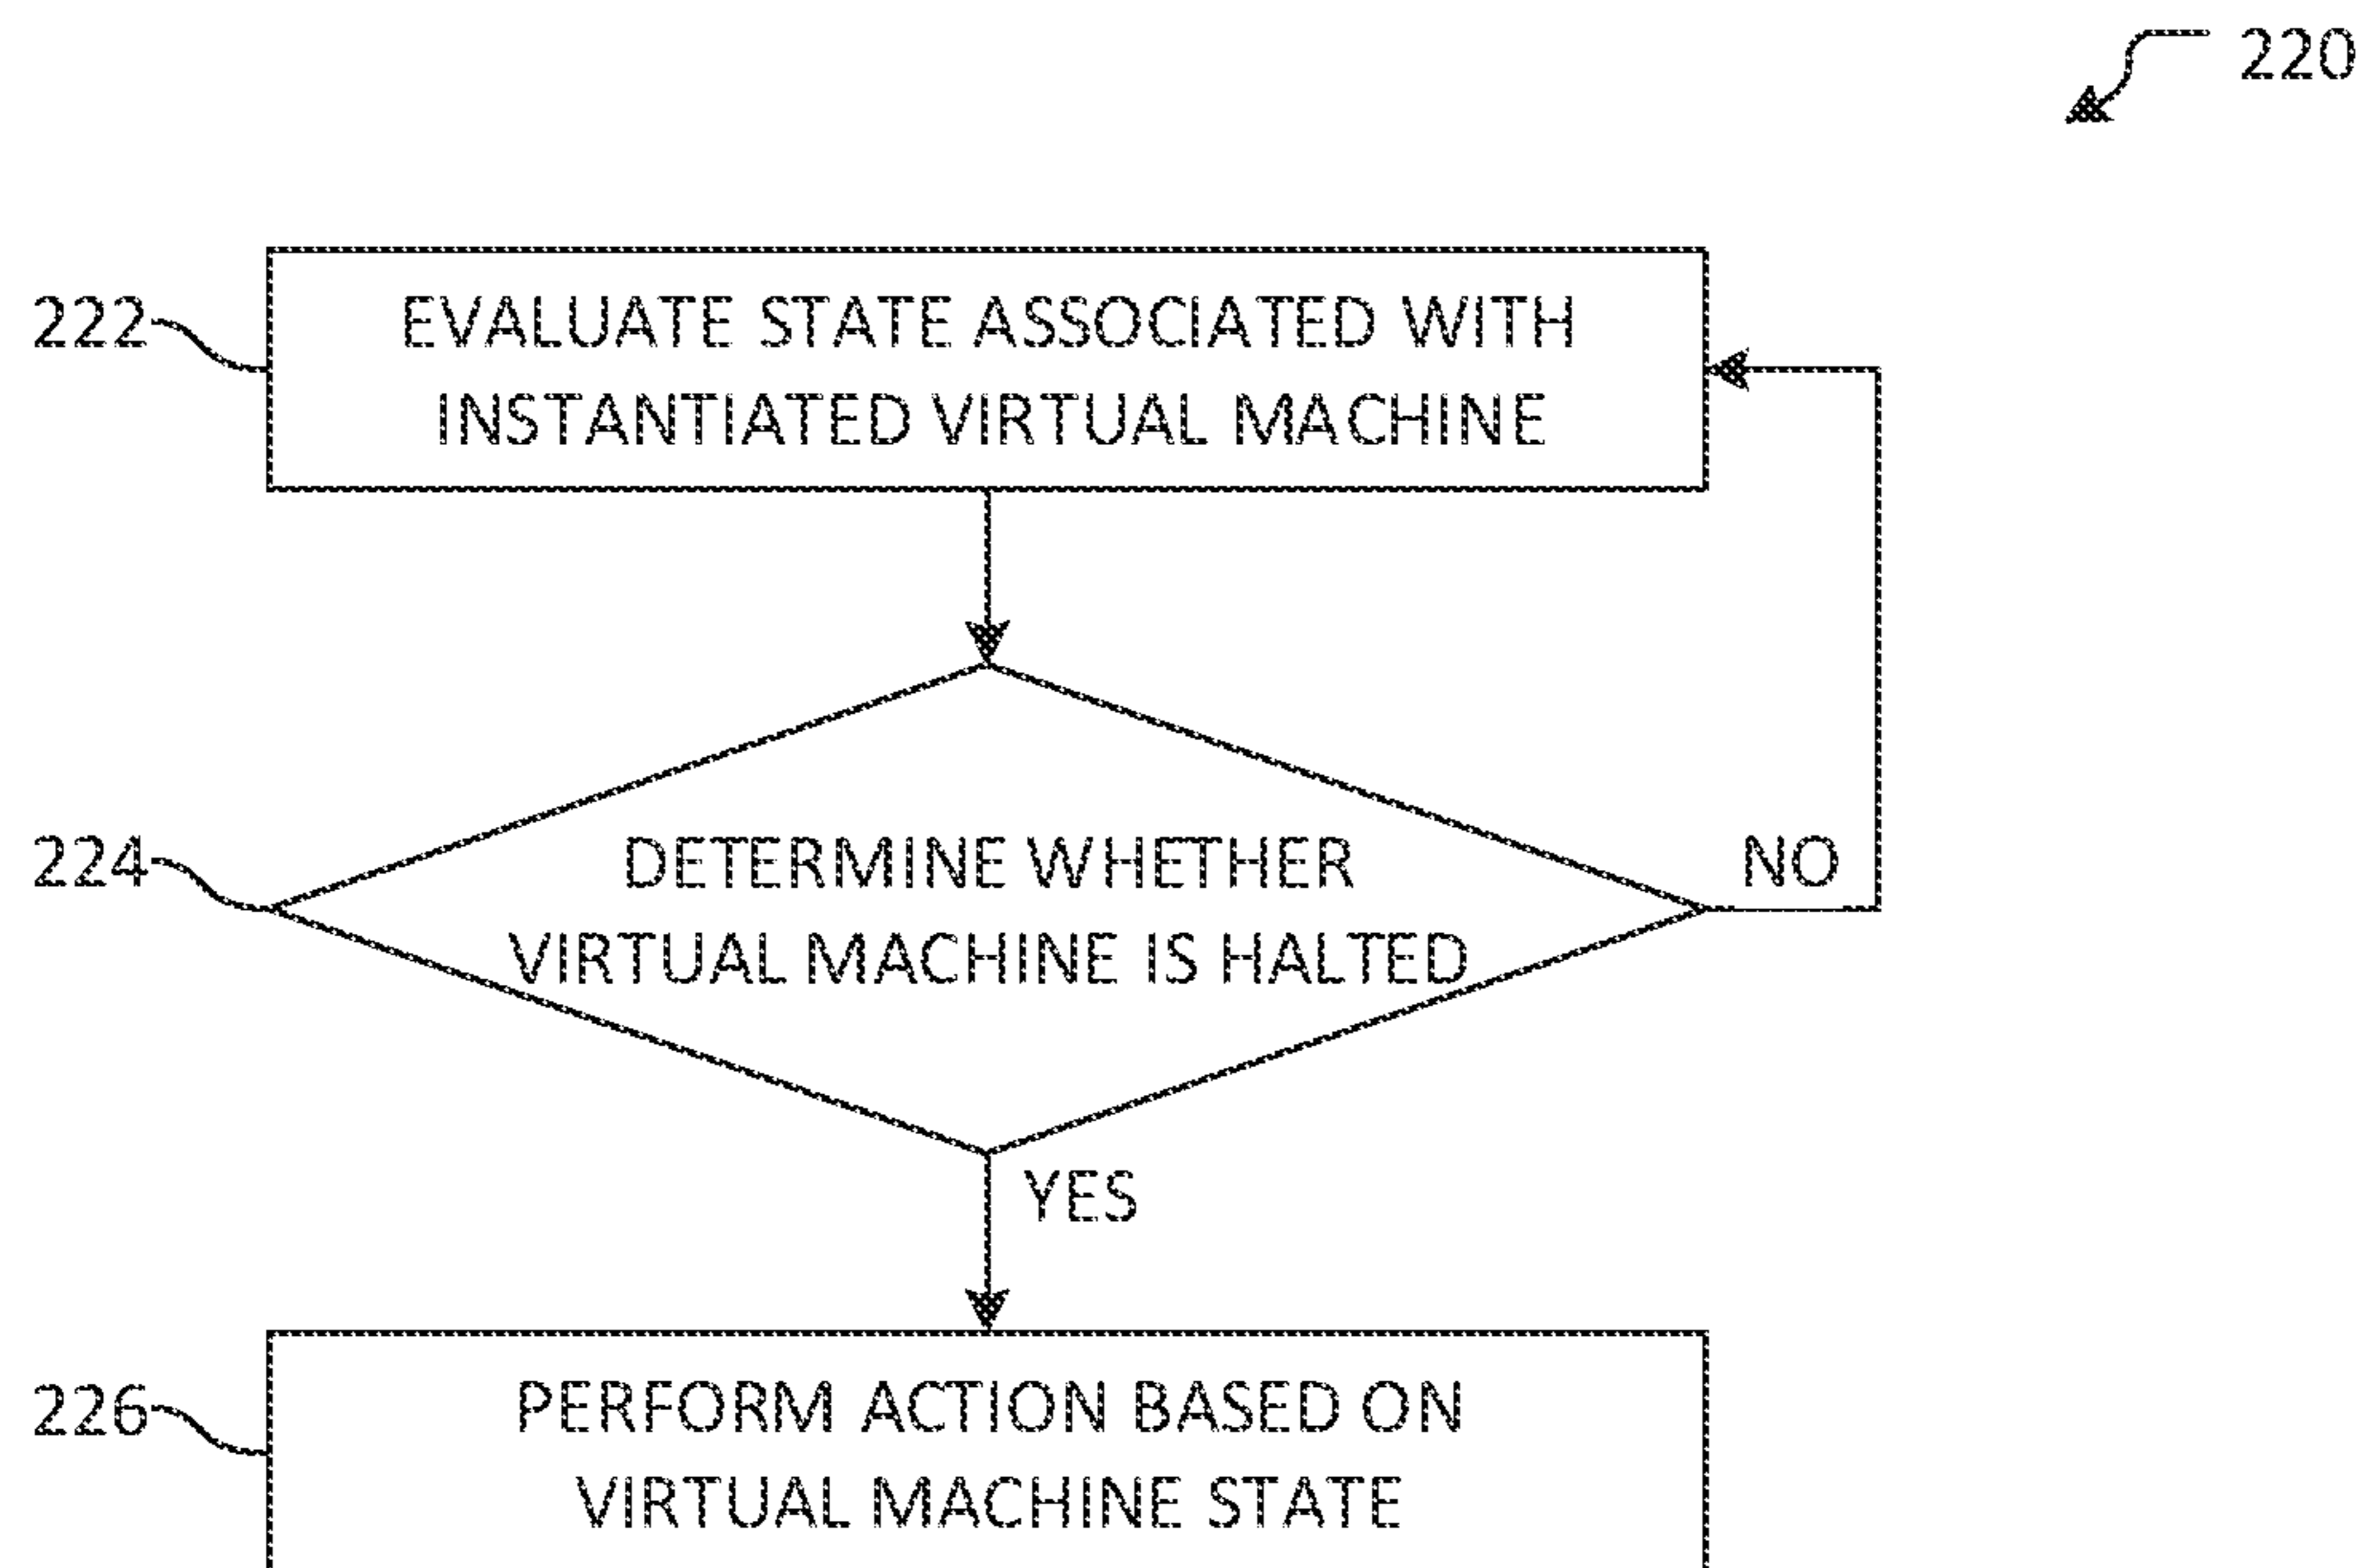 220
222
EVALUATE STATE ASSOCIATED WITH
INSTANTIATED VIRTUAL MACHINE
224
DETERMINE WHETHER
VIRTUAL MACHINE IS HALTED
NO
YES
226
PERFORM ACTION BASED ON
VIRTUAL MACHINE STATE